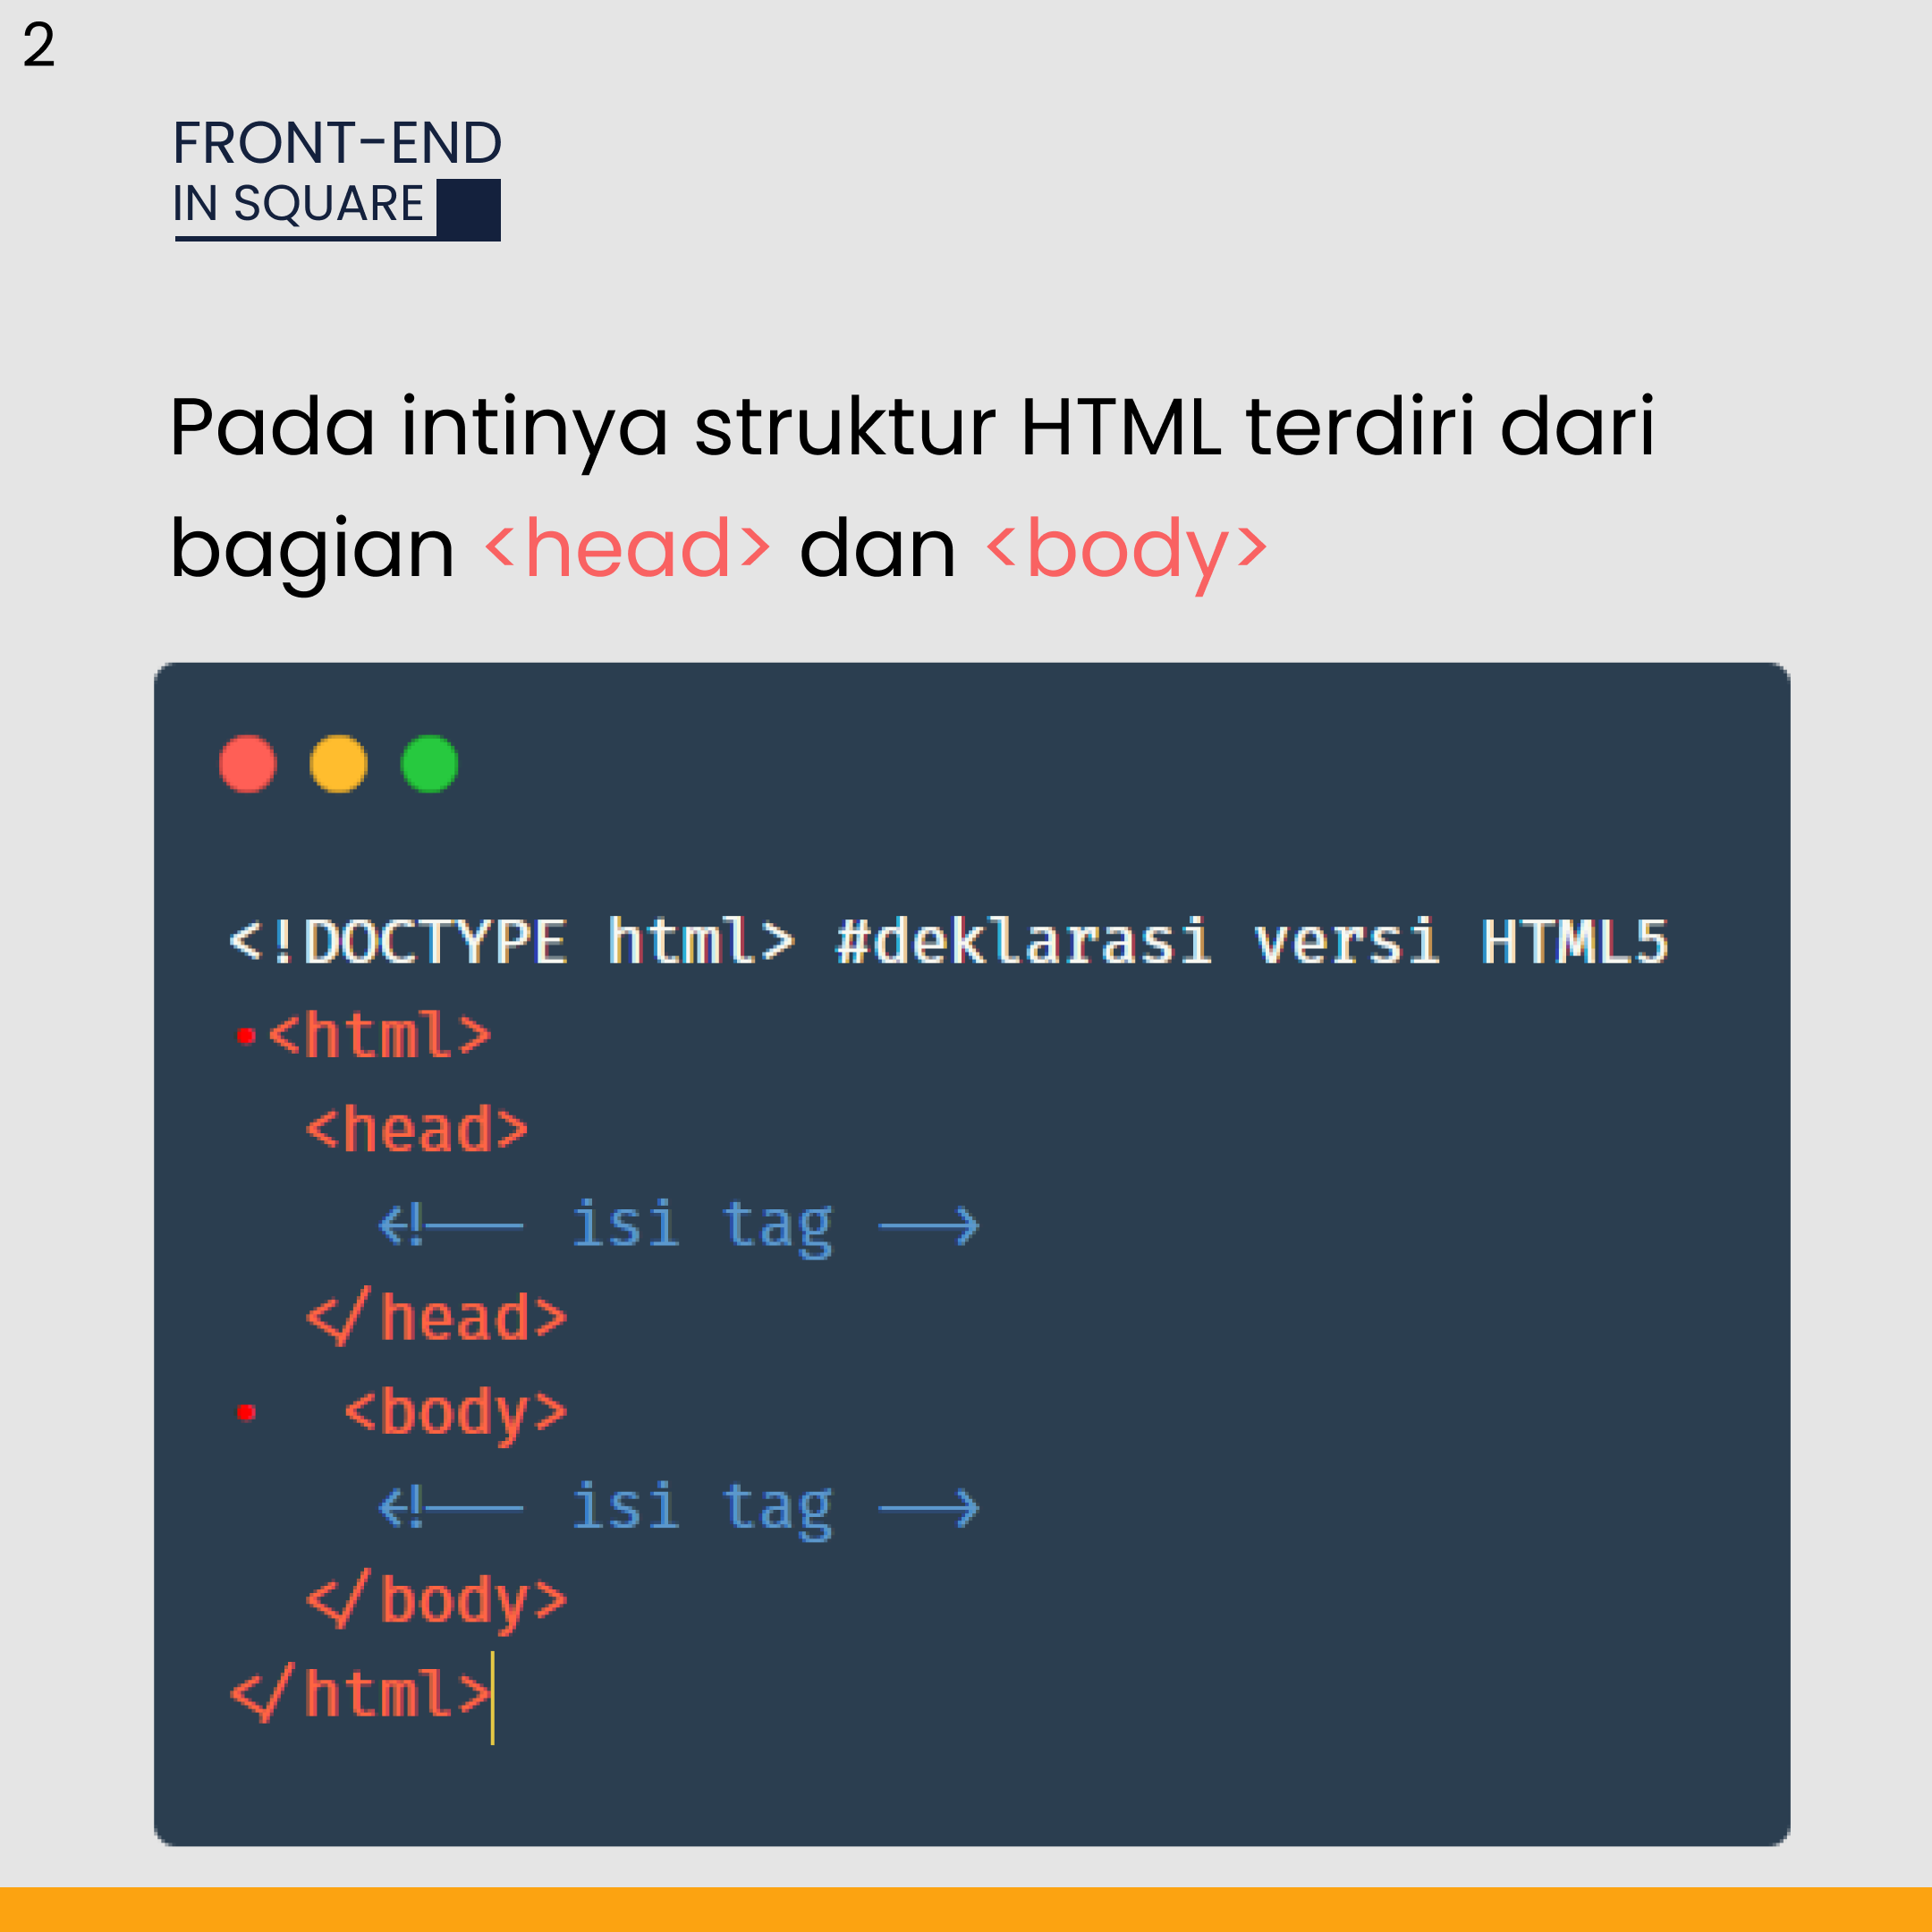 2
FRONT-END
IN SQUARE
Pada intinya struktur HTML terdiri dari
bagian <head> dan <body>
<!DOCTYPE html> #deklarasi versi HTML5
•<html>
  <head>
    <!-- isi tag -->
  </head>
•  <body>
    <!-- isi tag -->
  </body>
</html>